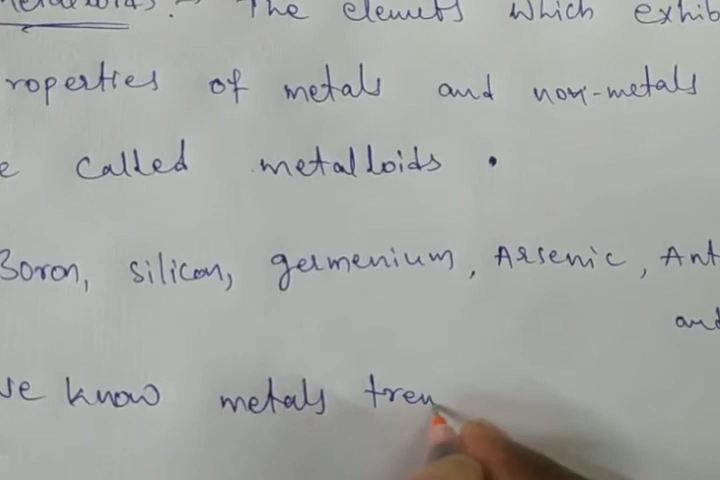 The elements which exhib
roperties of metals and non-metals
e called metalloids.
Boron, silicon, germenium, Arsenic, Ant
and
we know metals tren